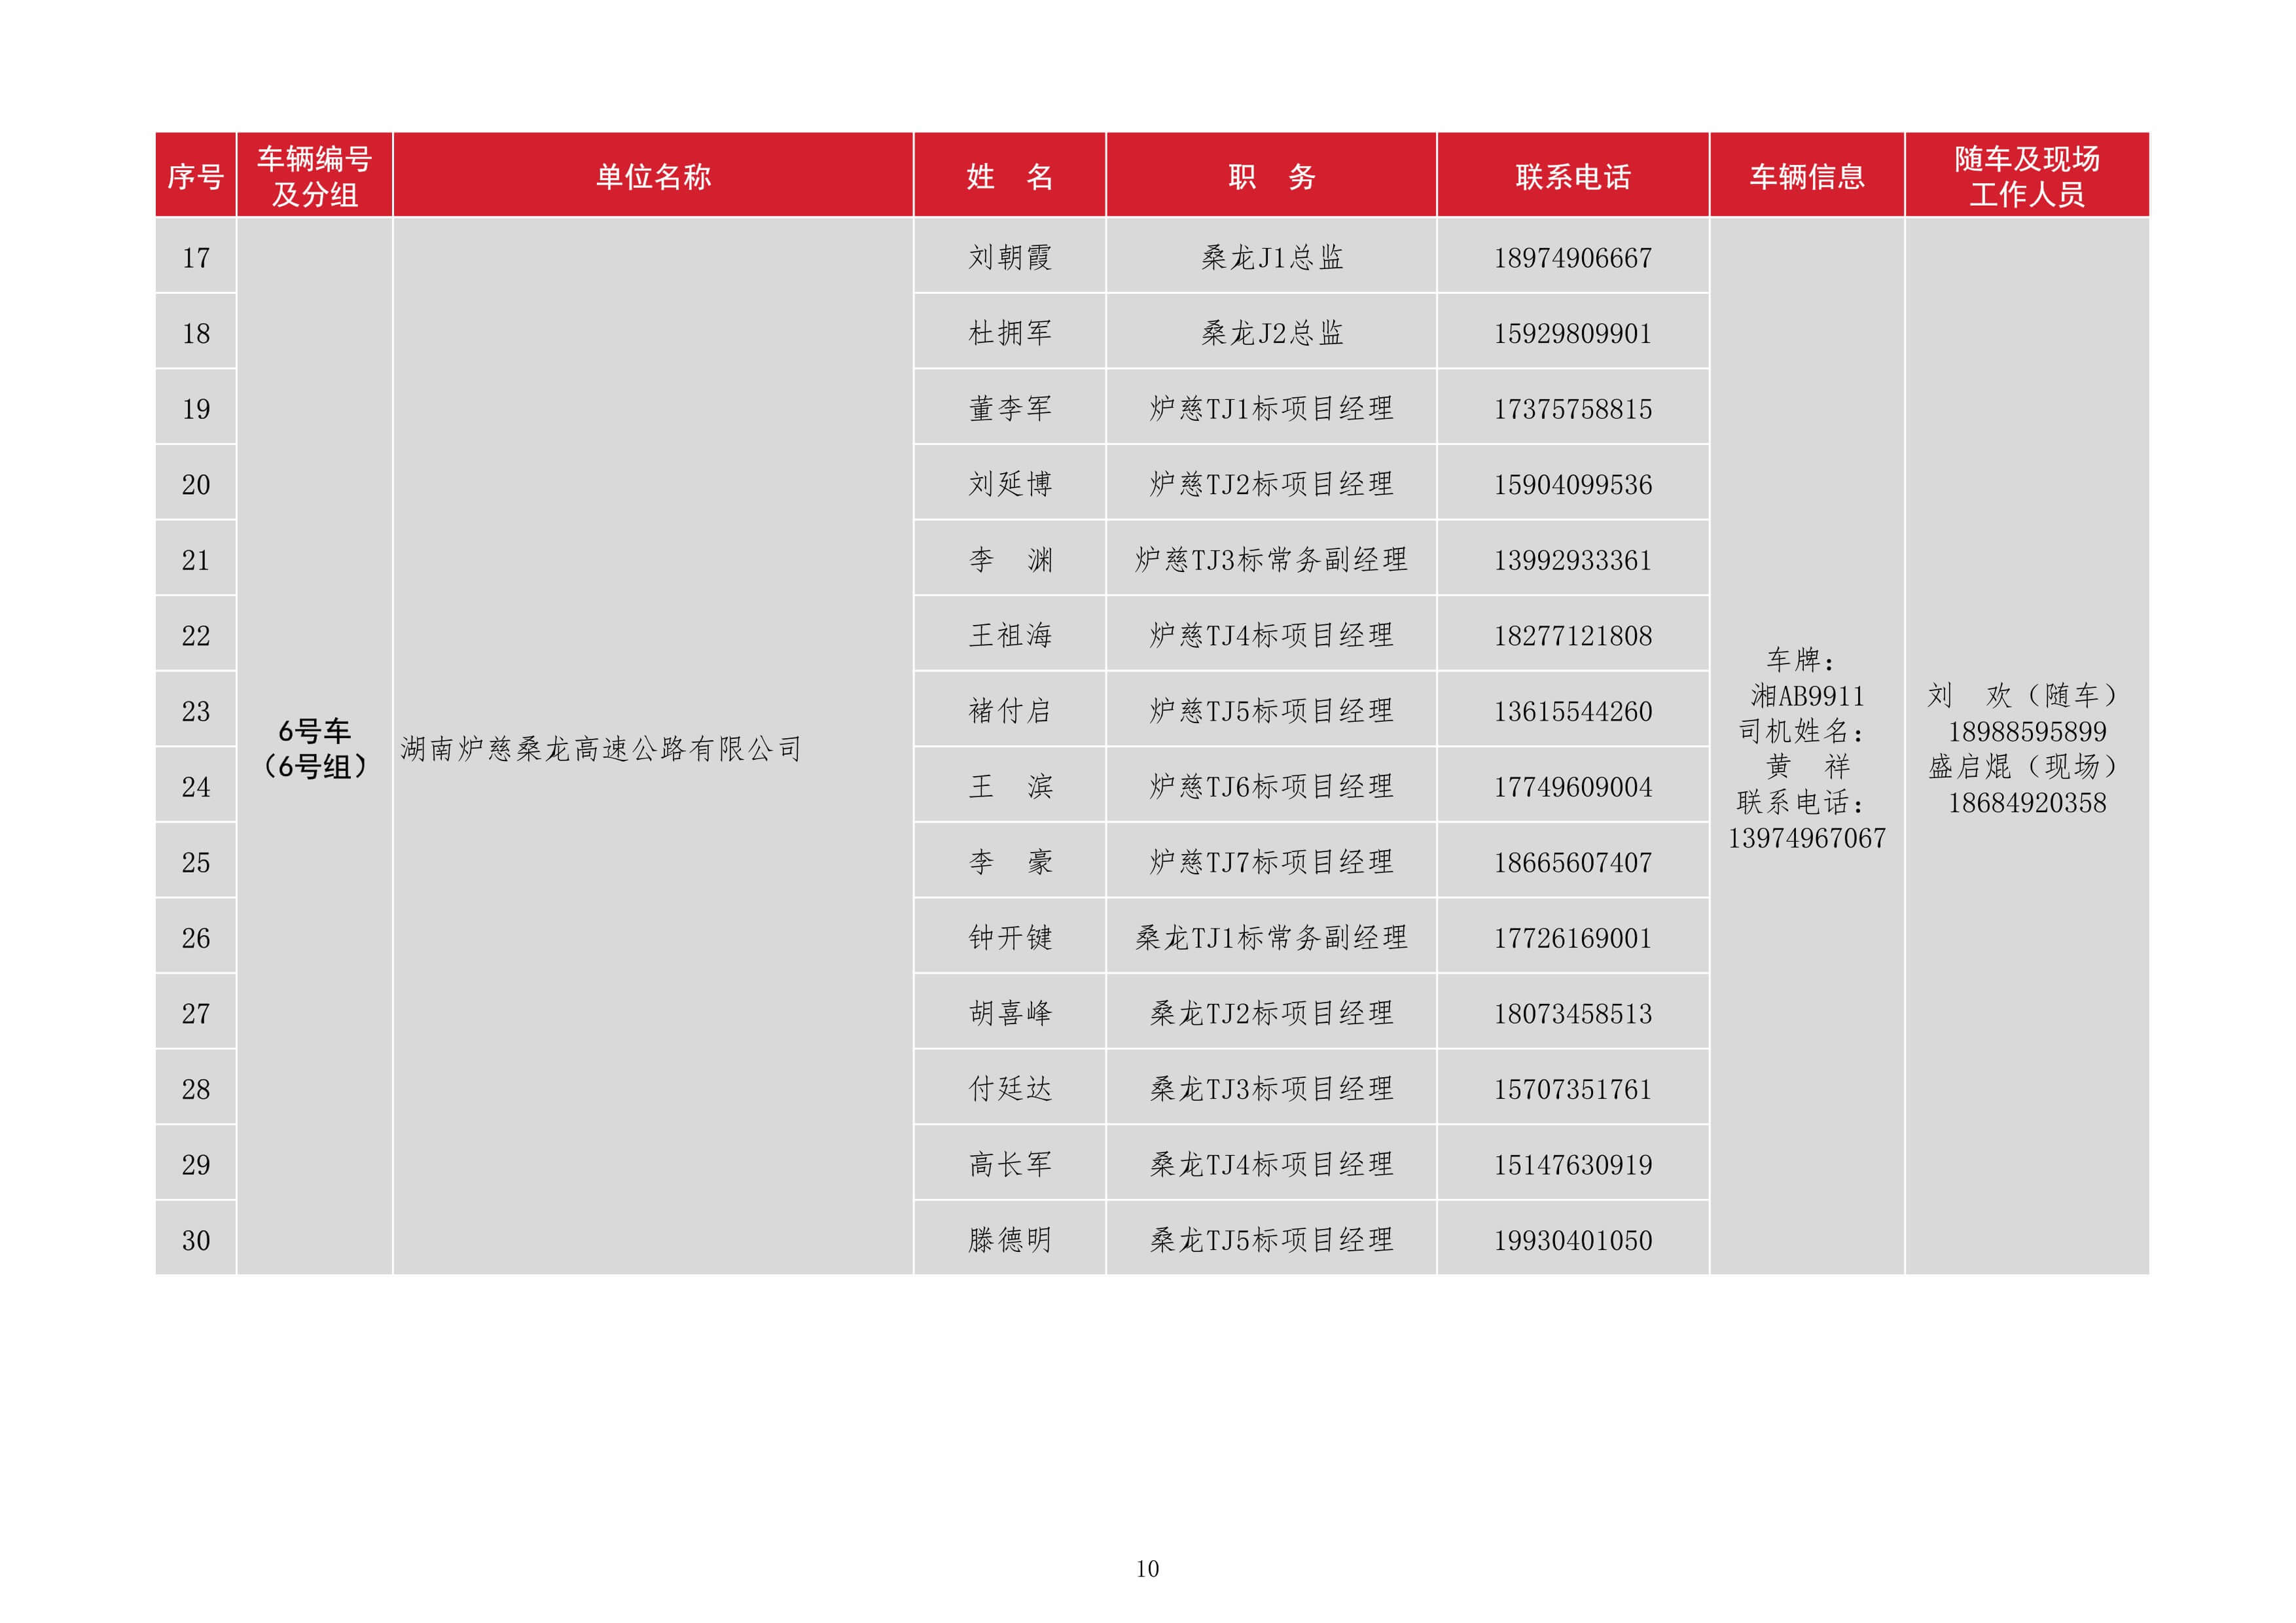 序号 车辆编号及分组 单位名称 姓 名 职 务 联系电话 车辆信息 随车及现场工作人员
17 刘朝霞 桑龙J1总监 18974906667
18 杜拥军 桑龙J2总监 15929809901
19 董李军 炉慈TJ1标项目经理 17375758815
20 刘延博 炉慈TJ2标项目经理 15904099536
21 李 渊 炉慈TJ3标常务副经理 13992933361
22 王祖海 炉慈TJ4标项目经理 18277121808
23 褚付启 炉慈TJ5标项目经理 13615544260
24 王 滨 炉慈TJ6标项目经理 17749609004
25 李 豪 炉慈TJ7标项目经理 18665607407
26 钟开键 桑龙TJ1标常务副经理 17726169001
27 胡喜峰 桑龙TJ2标项目经理 18073458513
28 付廷达 桑龙TJ3标项目经理 15707351761
29 高长军 桑龙TJ4标项目经理 15147630919
30 滕德明 桑龙TJ5标项目经理 19930401050
6号车
（6号组）
湖南炉慈桑龙高速公路有限公司
车牌：
湘AB9911
司机姓名：
黄 祥
联系电话：
13974967067
刘 欢（随车）
18988595899
盛启焜（现场）
18684920358
10